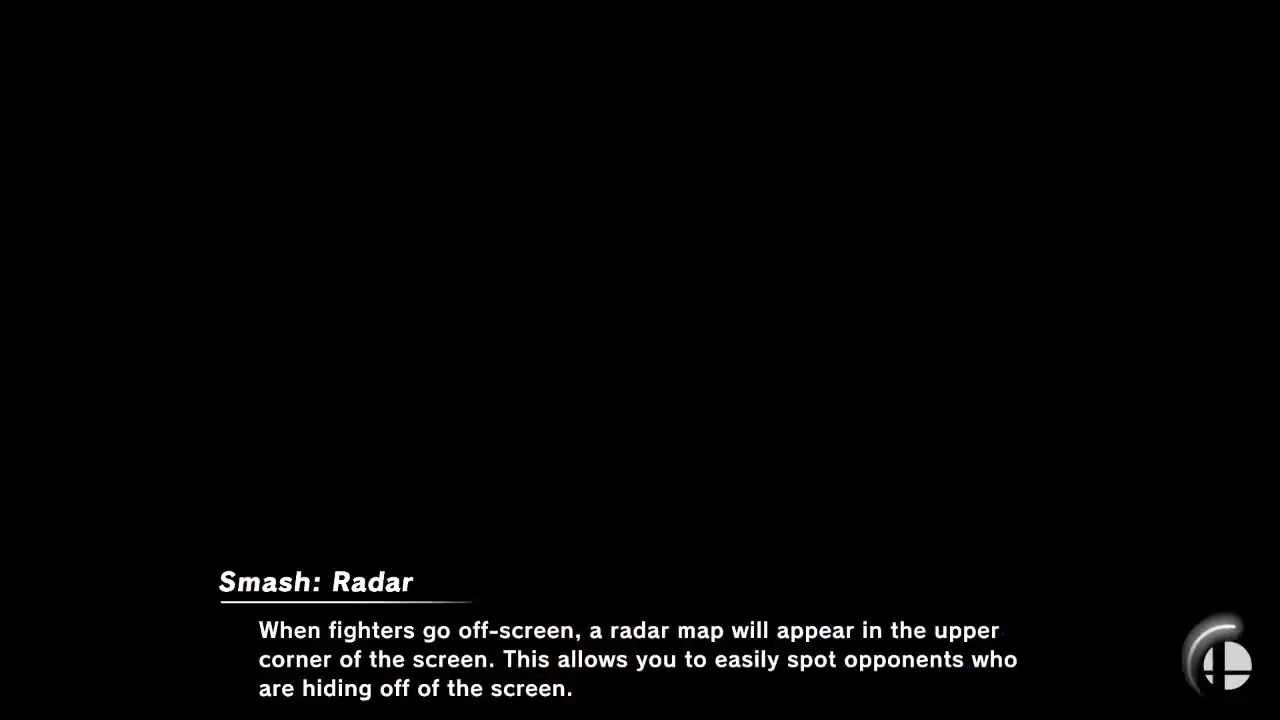 Smash: Radar
When fighters go off-screen, a radar map will appear in the upper
corner of the screen. This allows you to easily spot opponents who
are hiding off of the screen.